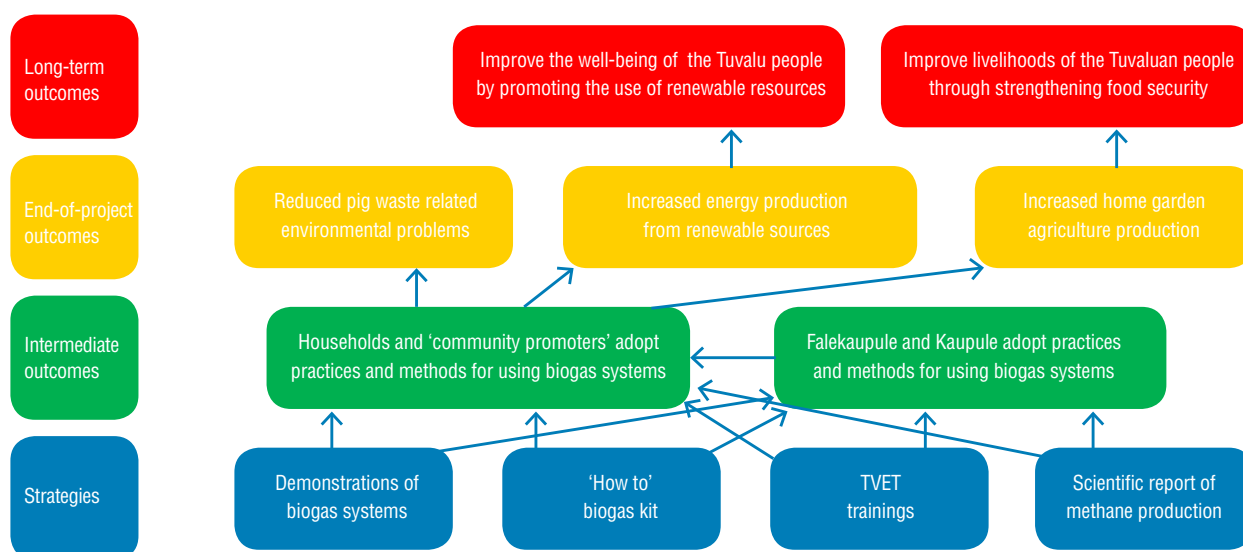 Long-term
outcomes
Improve the well-being of the Tuvalu people
by promoting the use of renewable resources
Improve livelihoods of the Tuvaluan people
through strengthening food security
End-of-project
outcomes
Reduced pig waste related
environmental problems
Increased energy production
from renewable sources
Increased home garden
agriculture production
Intermediate
outcomes
Households and ‘community promoters’ adopt
practices and methods for using biogas systems
Falekaupule and Kaupule adopt practices
and methods for using biogas systems
Strategies
Demonstrations of
biogas systems
‘How to’
biogas kit
TVET
trainings
Scientific report of
methane production